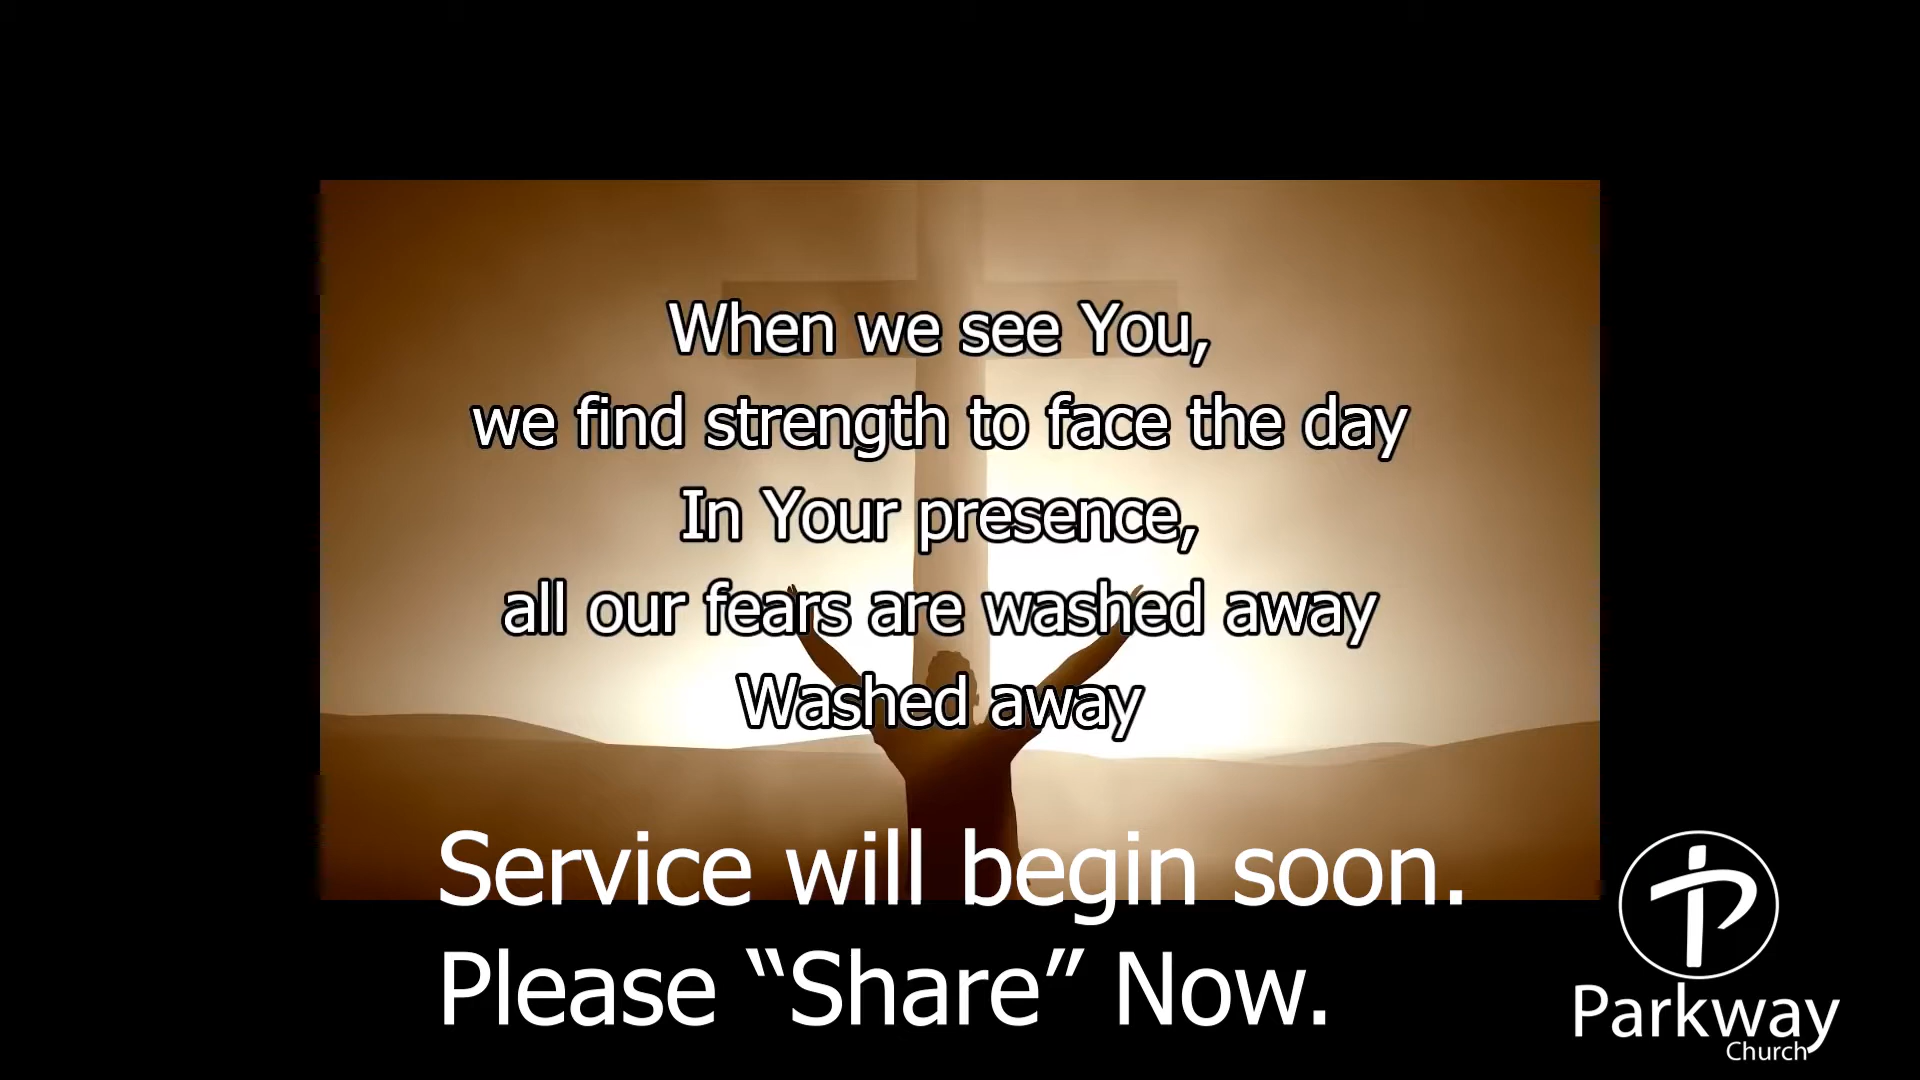 When we see You,
we find strength to face the day
In Your presence,
all our fears are washed away
Washed away
Service will begin soon.
Please “Share” Now.
Parkway
Church